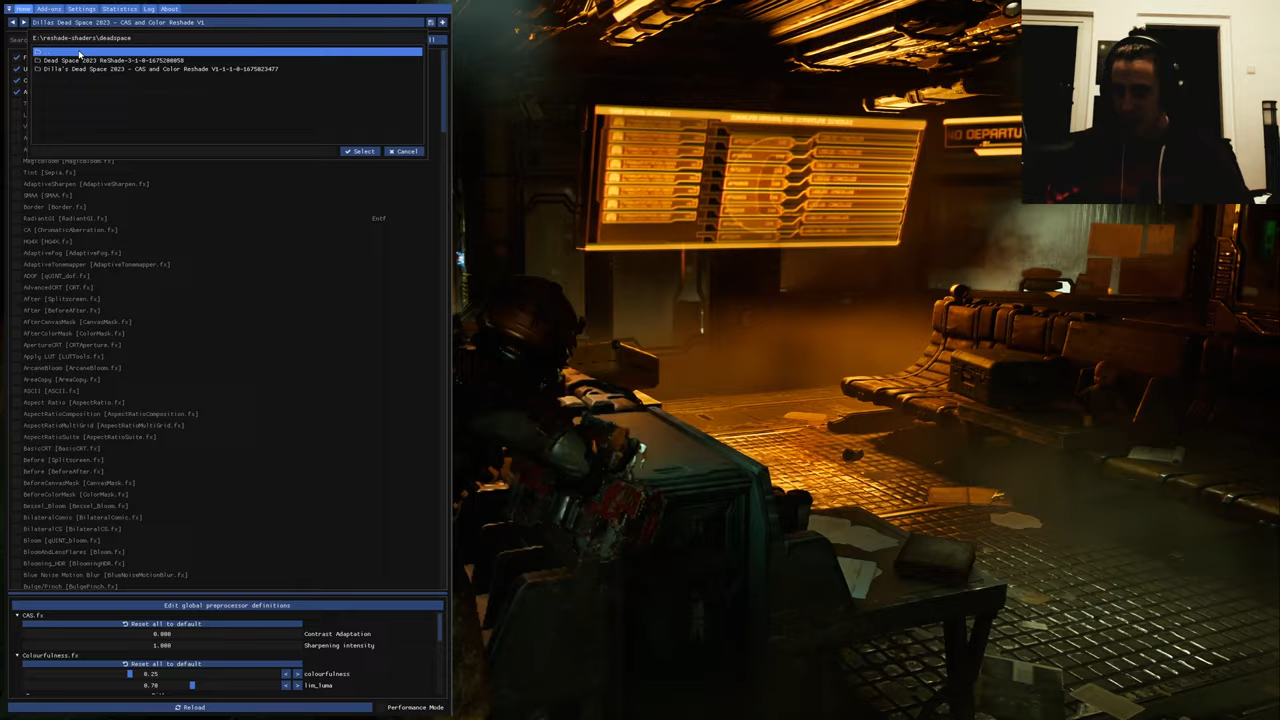 Home Add-ons Settings Statistics Log About
Dillas Dead Space 2023 - CAS and Color Reshade V1
E:\reshade-shaders\deadspace
..
Dead Space 2023 ReShade-3-1-0-1675200058
Dilla's Dead Space 2023 - CAS and Color Reshade V1-1-1-0-1675023477
Select Cancel
MagicBloom [MagicBloom.fx]
Tint [Sepia.fx]
AdaptiveSharpen [AdaptiveSharpen.fx]
SMAA [SMAA.fx]
Border [Border.fx]
RadiantGI [RadiantGI.fx] Entf
CA [ChromaticAberration.fx]
HQ4X [HQ4X.fx]
AdaptiveFog [AdaptiveFog.fx]
AdaptiveTonemapper [AdaptiveTonemapper.fx]
ADOF [qUINT_dof.fx]
AdvancedCRT [CRT.fx]
After [Splitscreen.fx]
After [BeforeAfter.fx]
AfterCanvasMask [CanvasMask.fx]
AfterColorMask [ColorMask.fx]
ApertureCRT [CRTAperture.fx]
Apply LUT [LUTTools.fx]
ArcaneBloom [ArcaneBloom.fx]
AreaCopy [AreaCopy.fx]
ASCII [ASCII.fx]
Aspect Ratio [AspectRatio.fx]
AspectRatioComposition [AspectRatioComposition.fx]
AspectRatioMultiGrid [AspectRatioMultiGrid.fx]
AspectRatioSuite [AspectRatioSuite.fx]
BasicCRT [BasicCRT.fx]
Before [Splitscreen.fx]
Before [BeforeAfter.fx]
BeforeCanvasMask [CanvasMask.fx]
BeforeColorMask [ColorMask.fx]
Bessel_Bloom [Bessel_Bloom.fx]
BilateralComic [BilateralComic.fx]
BilateralCS [BilateralCS.fx]
Bloom [qUINT_bloom.fx]
BloomAndLensFlares [Bloom.fx]
Blooming_HDR [BloomingHDR.fx]
Blue Noise Motion Blur [BlueNoiseMotionBlur.fx]
Bulge/Pinch [BulgePinch.fx]
Edit global preprocessor definitions
CAS.fx
Reset all to default
0.000 Contrast Adaptation
1.000 Sharpening intensity
Colourfulness.fx
Reset all to default
0.25 < > colourfulness
0.70 < > lim_luma
Reload Performance Mode
NO DEPARTU